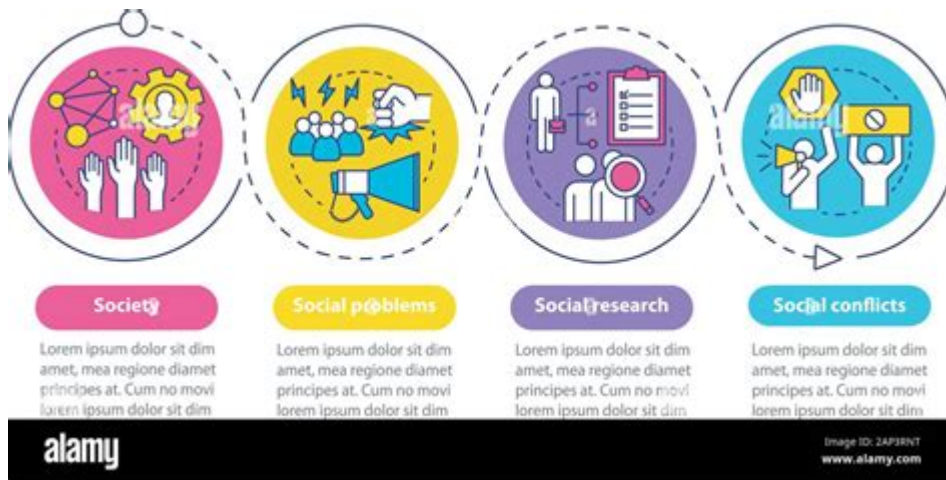 Society
Social problems
Social research
Social conflicts
Lorem ipsum dolor sit dim
amet, mea regione diamet
principes at. Cum no movi
lorem ipsum dolor sit dim
Lorem ipsum dolor sit dim
amet, mea regione diamet
principes at. Cum no movi
lorem ipsum dolor sit dim
Lorem ipsum dolor sit dim
amet, mea regione diamet
principes at. Cum no movi
lorem ipsum dolor sit dim
Lorem ipsum dolor sit dim
amet, mea regione diamet
principes at. Cum no movi
lorem ipsum dolor sit dim
alamy
alamy
alamy
Image ID: 2AP3RNT
www.alamy.com